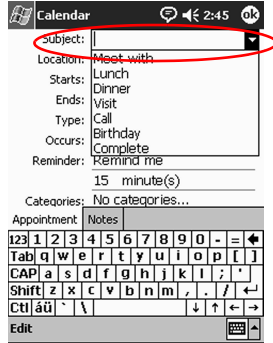 Calendar 2:45 ok
Subject:
Location: Meet with
Lunch
Starts:
Dinner
Ends: Visit
Type: Call
Birthday
Occurs: Complete
Reminder: Remind me
15 minute(s)
Categories: No categories...
Appointment Notes
123 1 2 3 4 5 6 7 8 9 0 - =
Tab q w e r t y u i o p [ ]
CAP a s d f g h j k l ; '
Shift z x c v b n m , . /
Ctl áü ` \
Edit